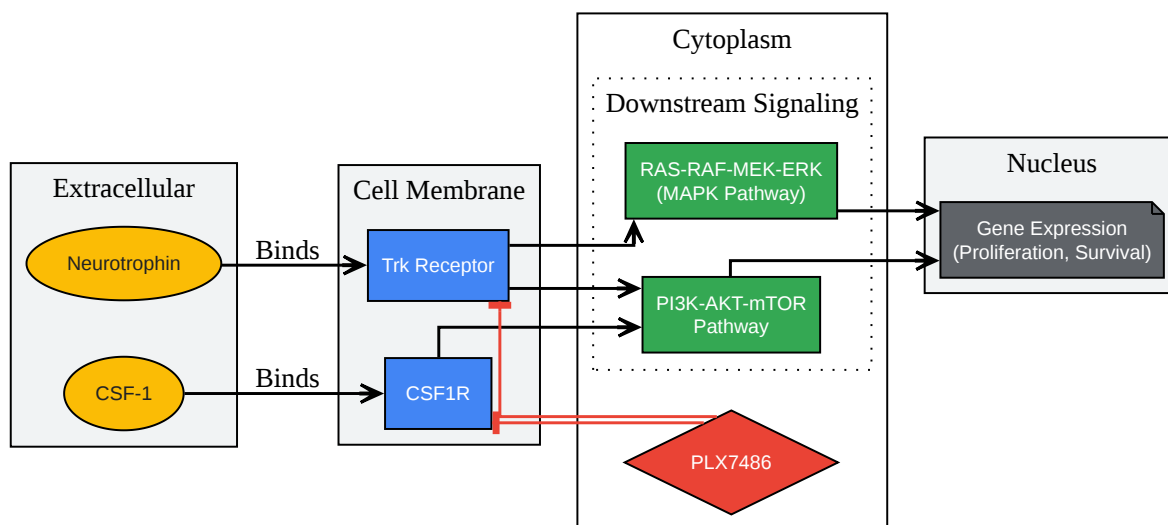 Extracellular
Neurotrophin
CSF-1
Binds
Binds
Cell Membrane
Trk Receptor
CSF1R
Cytoplasm
Downstream Signaling
RAS-RAF-MEK-ERK
(MAPK Pathway)
PI3K-AKT-mTOR
Pathway
PLX7486
Nucleus
Gene Expression
(Proliferation, Survival)